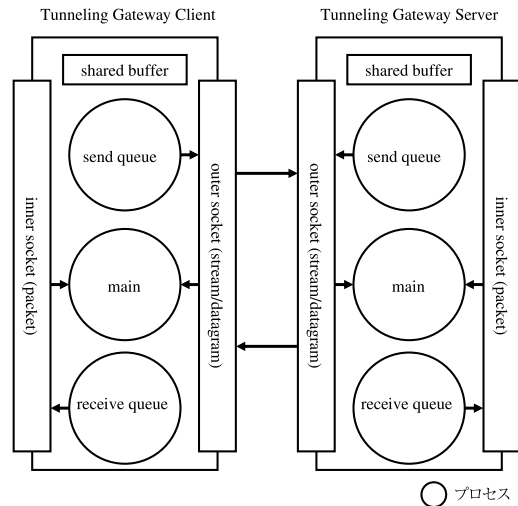 Tunneling Gateway Client
Tunneling Gateway Server
shared buffer
shared buffer
inner socket (packet)
send queue
main
receive queue
outer socket (stream/datagram)
outer socket (stream/datagram)
send queue
main
receive queue
inner socket (packet)
プロセス